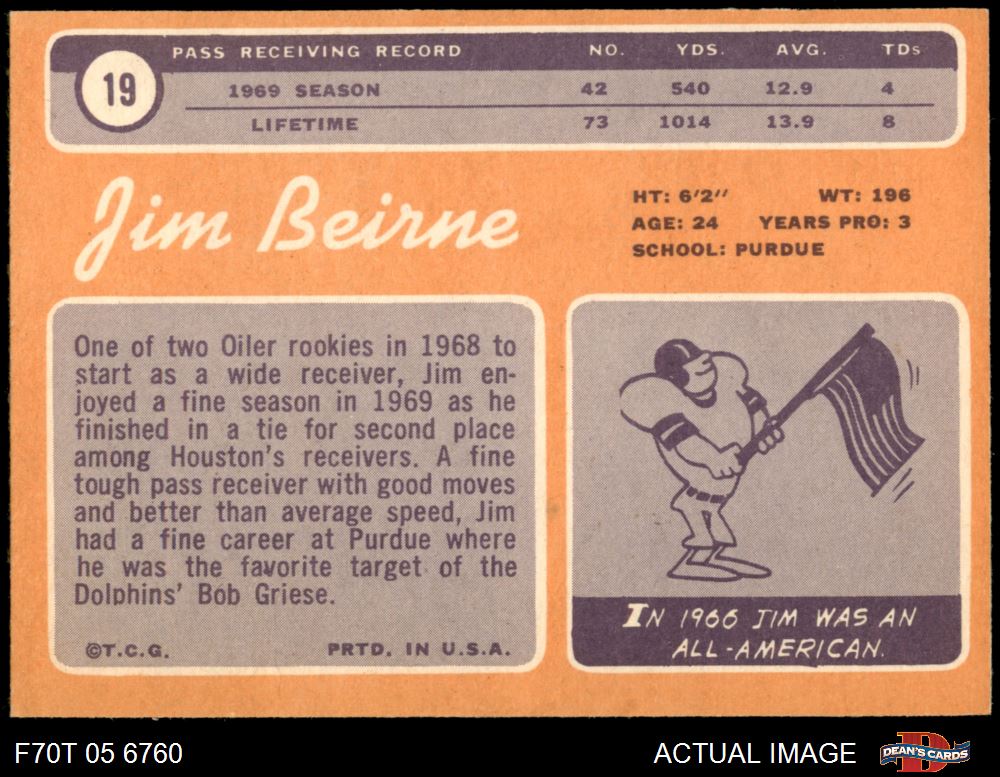 19
PASS RECEIVING RECORD NO. YDS. AVG. TDs
1969 SEASON 42 540 12.9 4
LIFETIME 73 1014 13.9 8
Jim Beirne
HT: 6'2'' WT: 196
AGE: 24 YEARS PRO: 3
SCHOOL: PURDUE
One of two Oiler rookies in 1968 to
start as a wide receiver, Jim en-
joyed a fine season in 1969 as he
finished in a tie for second place
among Houston's receivers. A fine
tough pass receiver with good moves
and better than average speed, Jim
had a fine career at Purdue where
he was the favorite target of the
Dolphins' Bob Griese.
©T.C.G. PRTD. IN U.S.A.
IN 1966 JIM WAS AN
ALL-AMERICAN.
F70T 05 6760 ACTUAL IMAGE DEAN'S CARDS